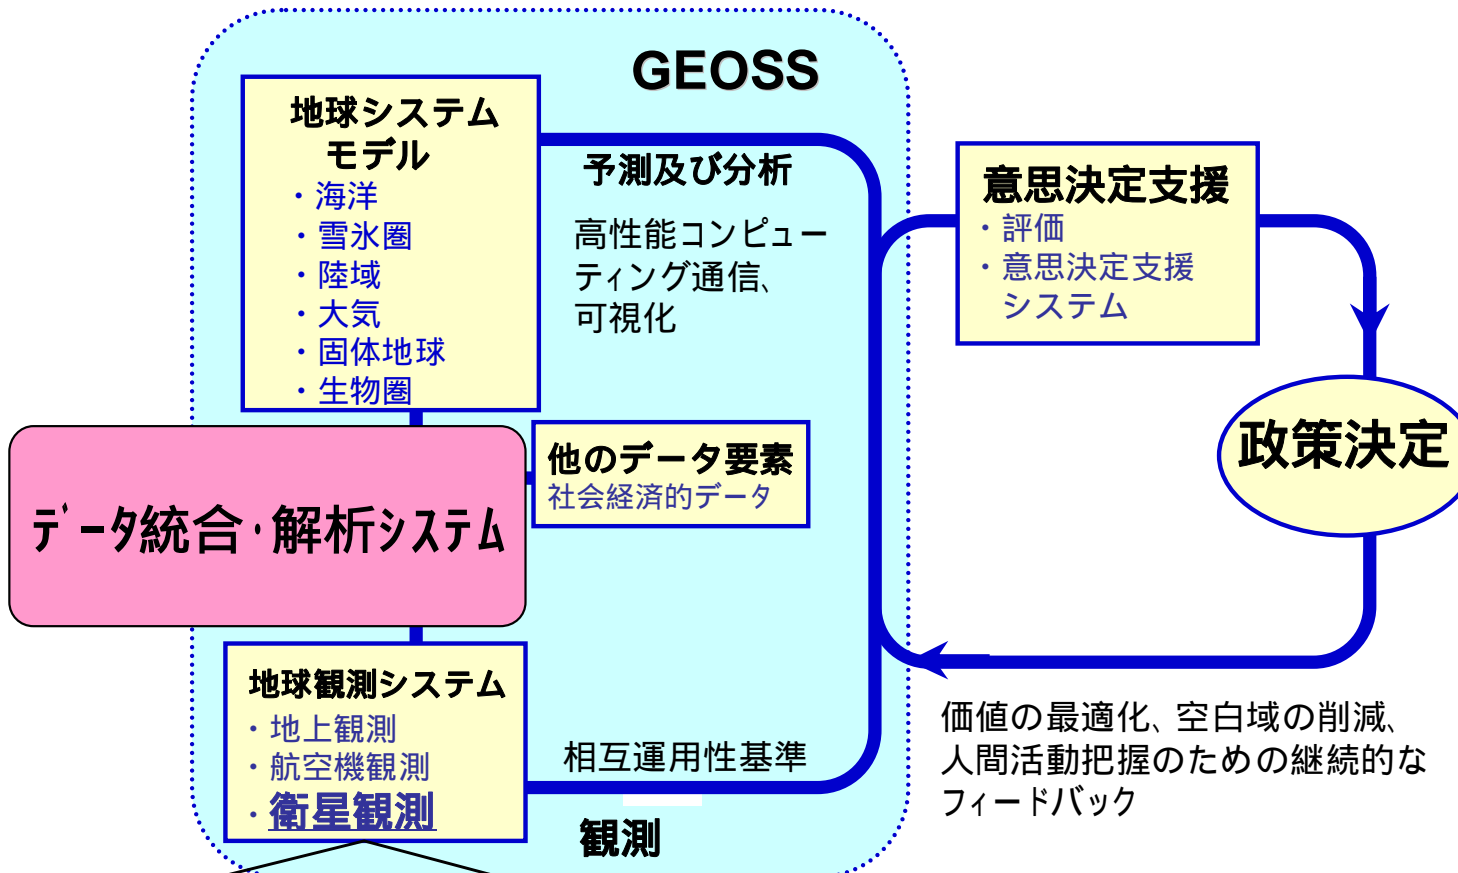 GEOSS
地球システム
モデル
・海洋
・雪氷圏
・陸域
・大気
・固体地球
・生物圏
予測及び分析
高性能コンピュー
ティング通信、
可視化
意思決定支援
・評価
・意思決定支援
システム
政策決定
他のデータ要素
社会経済的データ
データ統合・解析システム
地球観測システム
・地上観測
・航空機観測
・衛星観測
相互運用性基準
観測
価値の最適化、空白域の削減、
人間活動把握のための継続的な
フィードバック